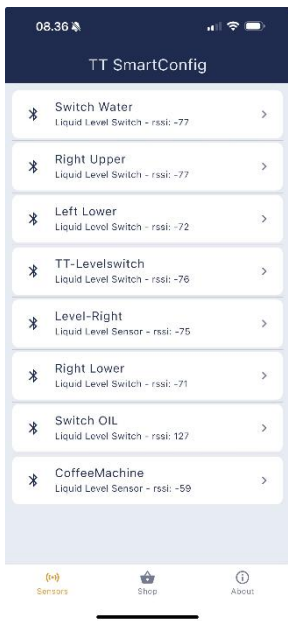 08.36
TT SmartConfig
Switch Water
Liquid Level Switch - rssi: -77
Right Upper
Liquid Level Switch - rssi: -77
Left Lower
Liquid Level Switch - rssi: -72
TT-Levelswitch
Liquid Level Switch - rssi: -76
Level-Right
Liquid Level Sensor - rssi: -75
Right Lower
Liquid Level Switch - rssi: -71
Switch OIL
Liquid Level Switch - rssi: 127
CoffeeMachine
Liquid Level Sensor - rssi: -59
Sensors Shop About